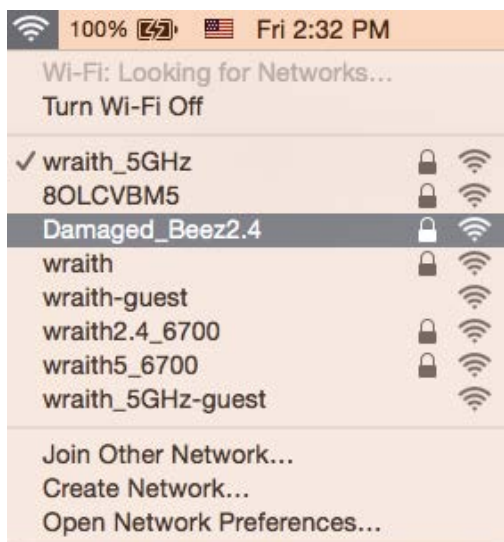 100% Fri 2:32 PM
Wi-Fi: Looking for Networks...
Turn Wi-Fi Off
wraith_5GHz
8OLCVBM5
Damaged_Beez2.4
wraith
wraith-guest
wraith2.4_6700
wraith5_6700
wraith_5GHz-guest
Join Other Network...
Create Network...
Open Network Preferences...